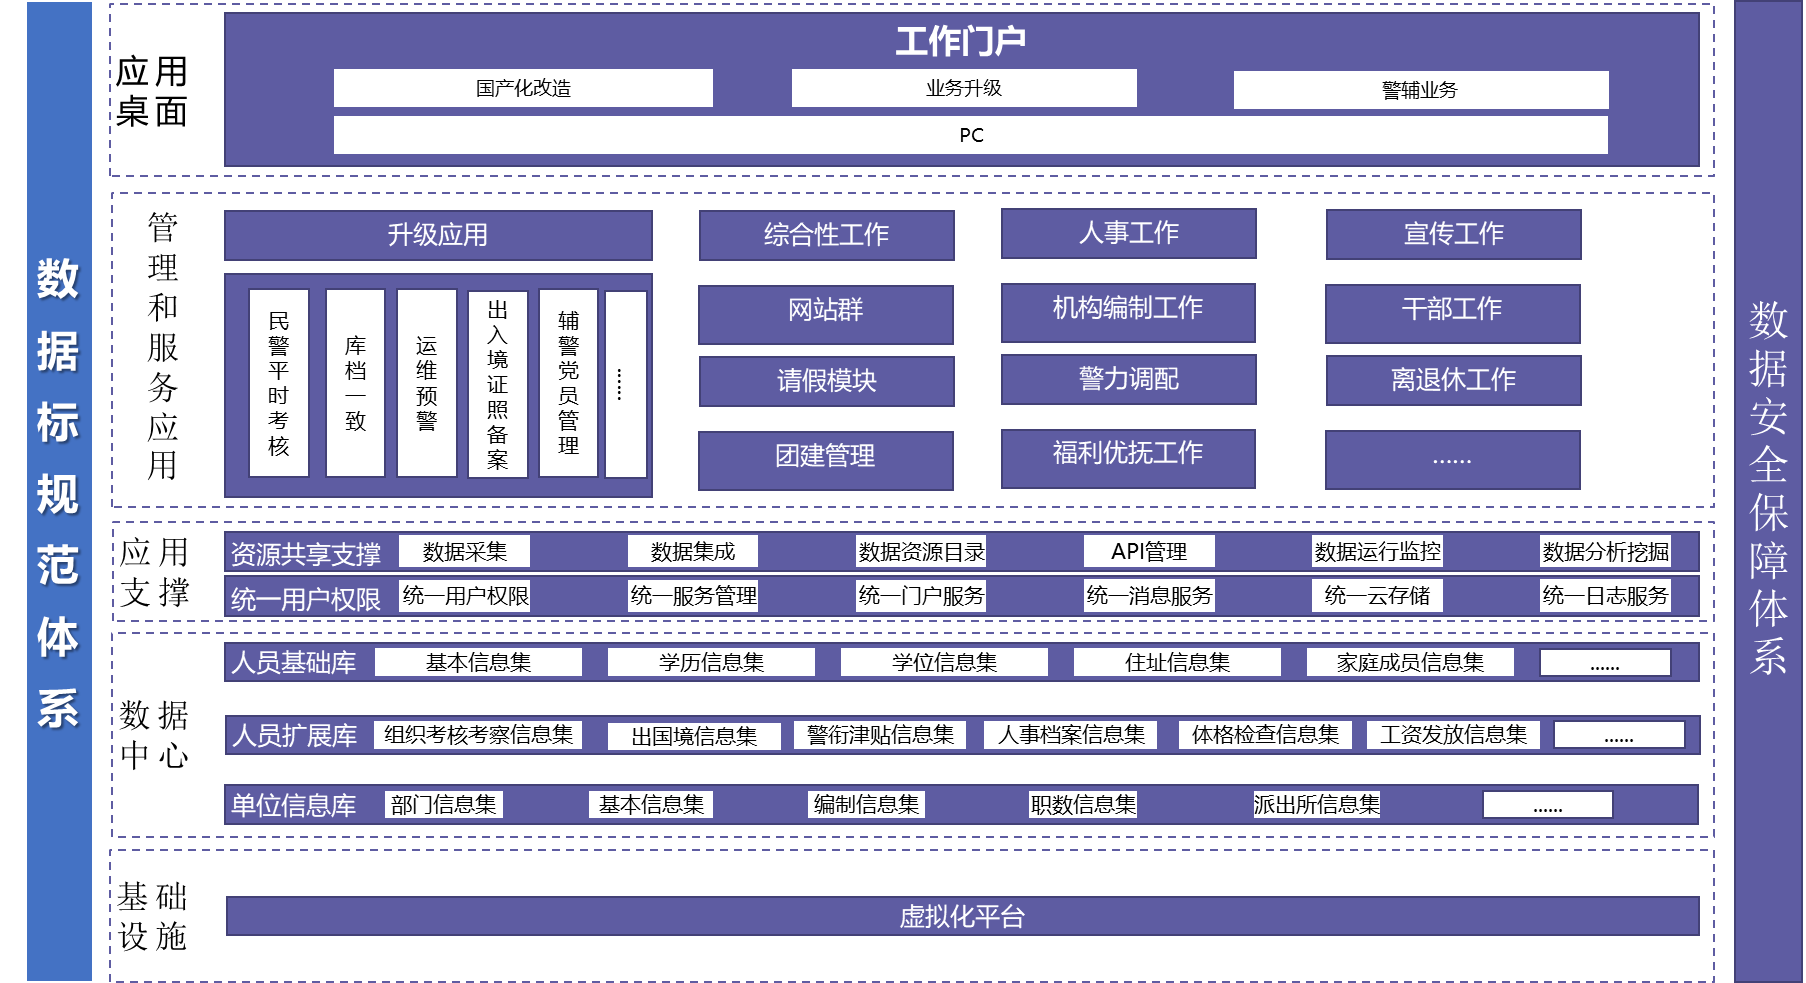 数据标规范体系
应用
桌面
工作门户
国产化改造
业务升级
警辅业务
PC
管理和服务应用
升级应用
民警平时考核
库档一致
运维预警
出入境证照备案
辅警党员管理
......
综合性工作
人事工作
宣传工作
网站群
机构编制工作
干部工作
请假模块
警力调配
离退休工作
团建管理
福利优抚工作
......
应用
支撑
资源共享支撑
数据采集
数据集成
数据资源目录
API管理
数据运行监控
数据分析挖掘
统一用户权限
统一用户权限
统一服务管理
统一门户服务
统一消息服务
统一云存储
统一日志服务
数据
中心
人员基础库
基本信息集
学历信息集
学位信息集
住址信息集
家庭成员信息集
......
人员扩展库
组织考核考察信息集
出国境信息集
警衔津贴信息集
人事档案信息集
体格检查信息集
工资发放信息集
......
单位信息库
部门信息集
基本信息集
编制信息集
职数信息集
派出所信息集
......
基础
设施
虚拟化平台
数据安全保障体系